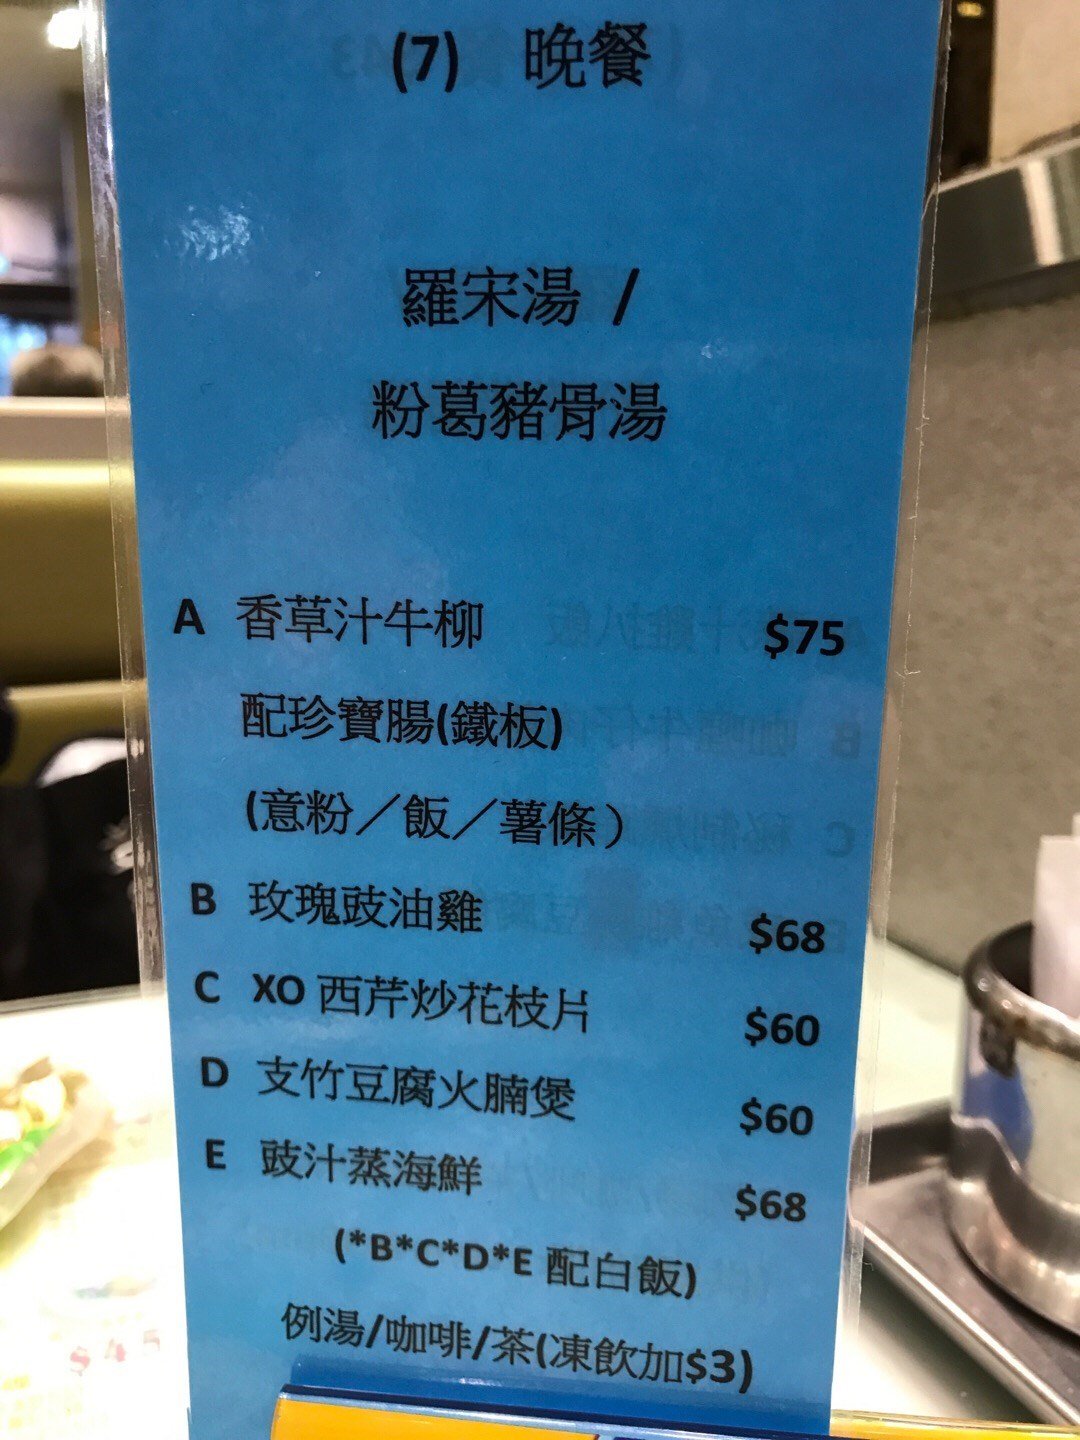 (7) 晚餐
羅宋湯 /
粉葛豬骨湯
A 香草汁牛柳 $75
配珍寶腸(鐵板)
(意粉／飯／薯條）
B 玫瑰豉油雞 $68
C XO 西芹炒花枝片 $60
D 支竹豆腐火腩煲 $60
E 豉汁蒸海鮮 $68
(*B*C*D*E 配白飯)
例湯/咖啡/茶(凍飲加$3)
$45